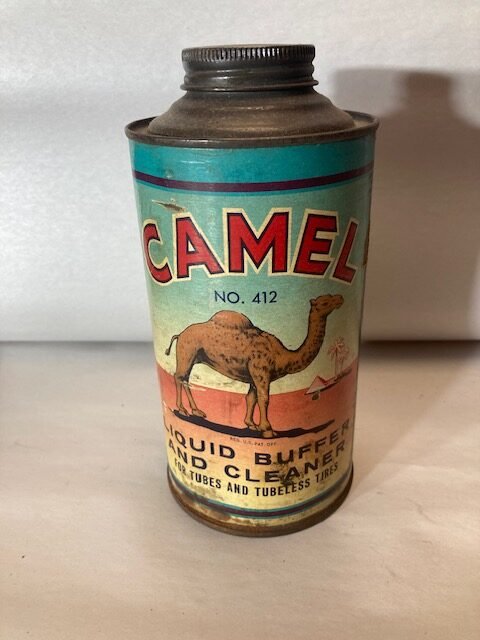 CAMEL
NO. 412
REG. U.S. PAT. OFF.
LIQUID BUFFER
AND CLEANER
FOR TUBES AND TUBELESS TIRES